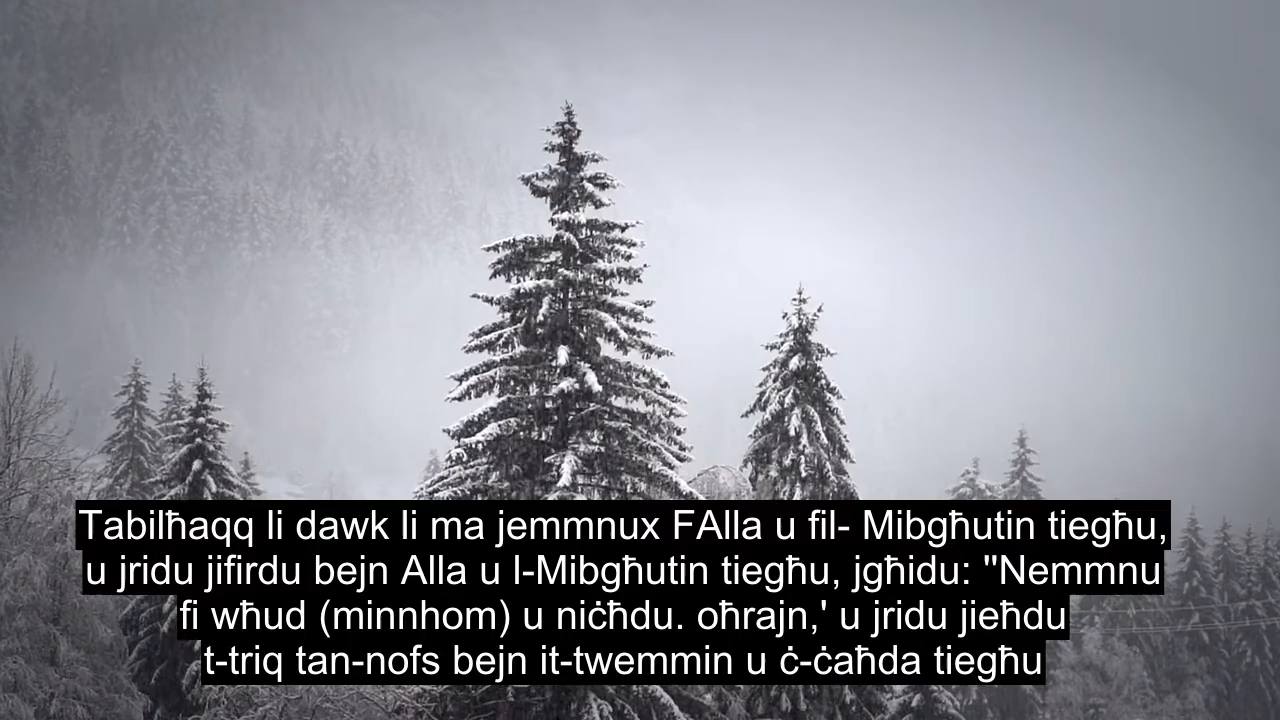 Tabilħaqq li dawk li ma jemmnux FAlla u fil- Mibgħutin tiegħu,
u jridu jifirdu bejn Alla u l-Mibgħutin tiegħu, jgħidu: ''Nemmnu
fi wħud (minnhom) u niċħdu. oħrajn,' u jridu jieħdu
t-triq tan-nofs bejn it-twemmin u ċ-ċaħda tiegħu